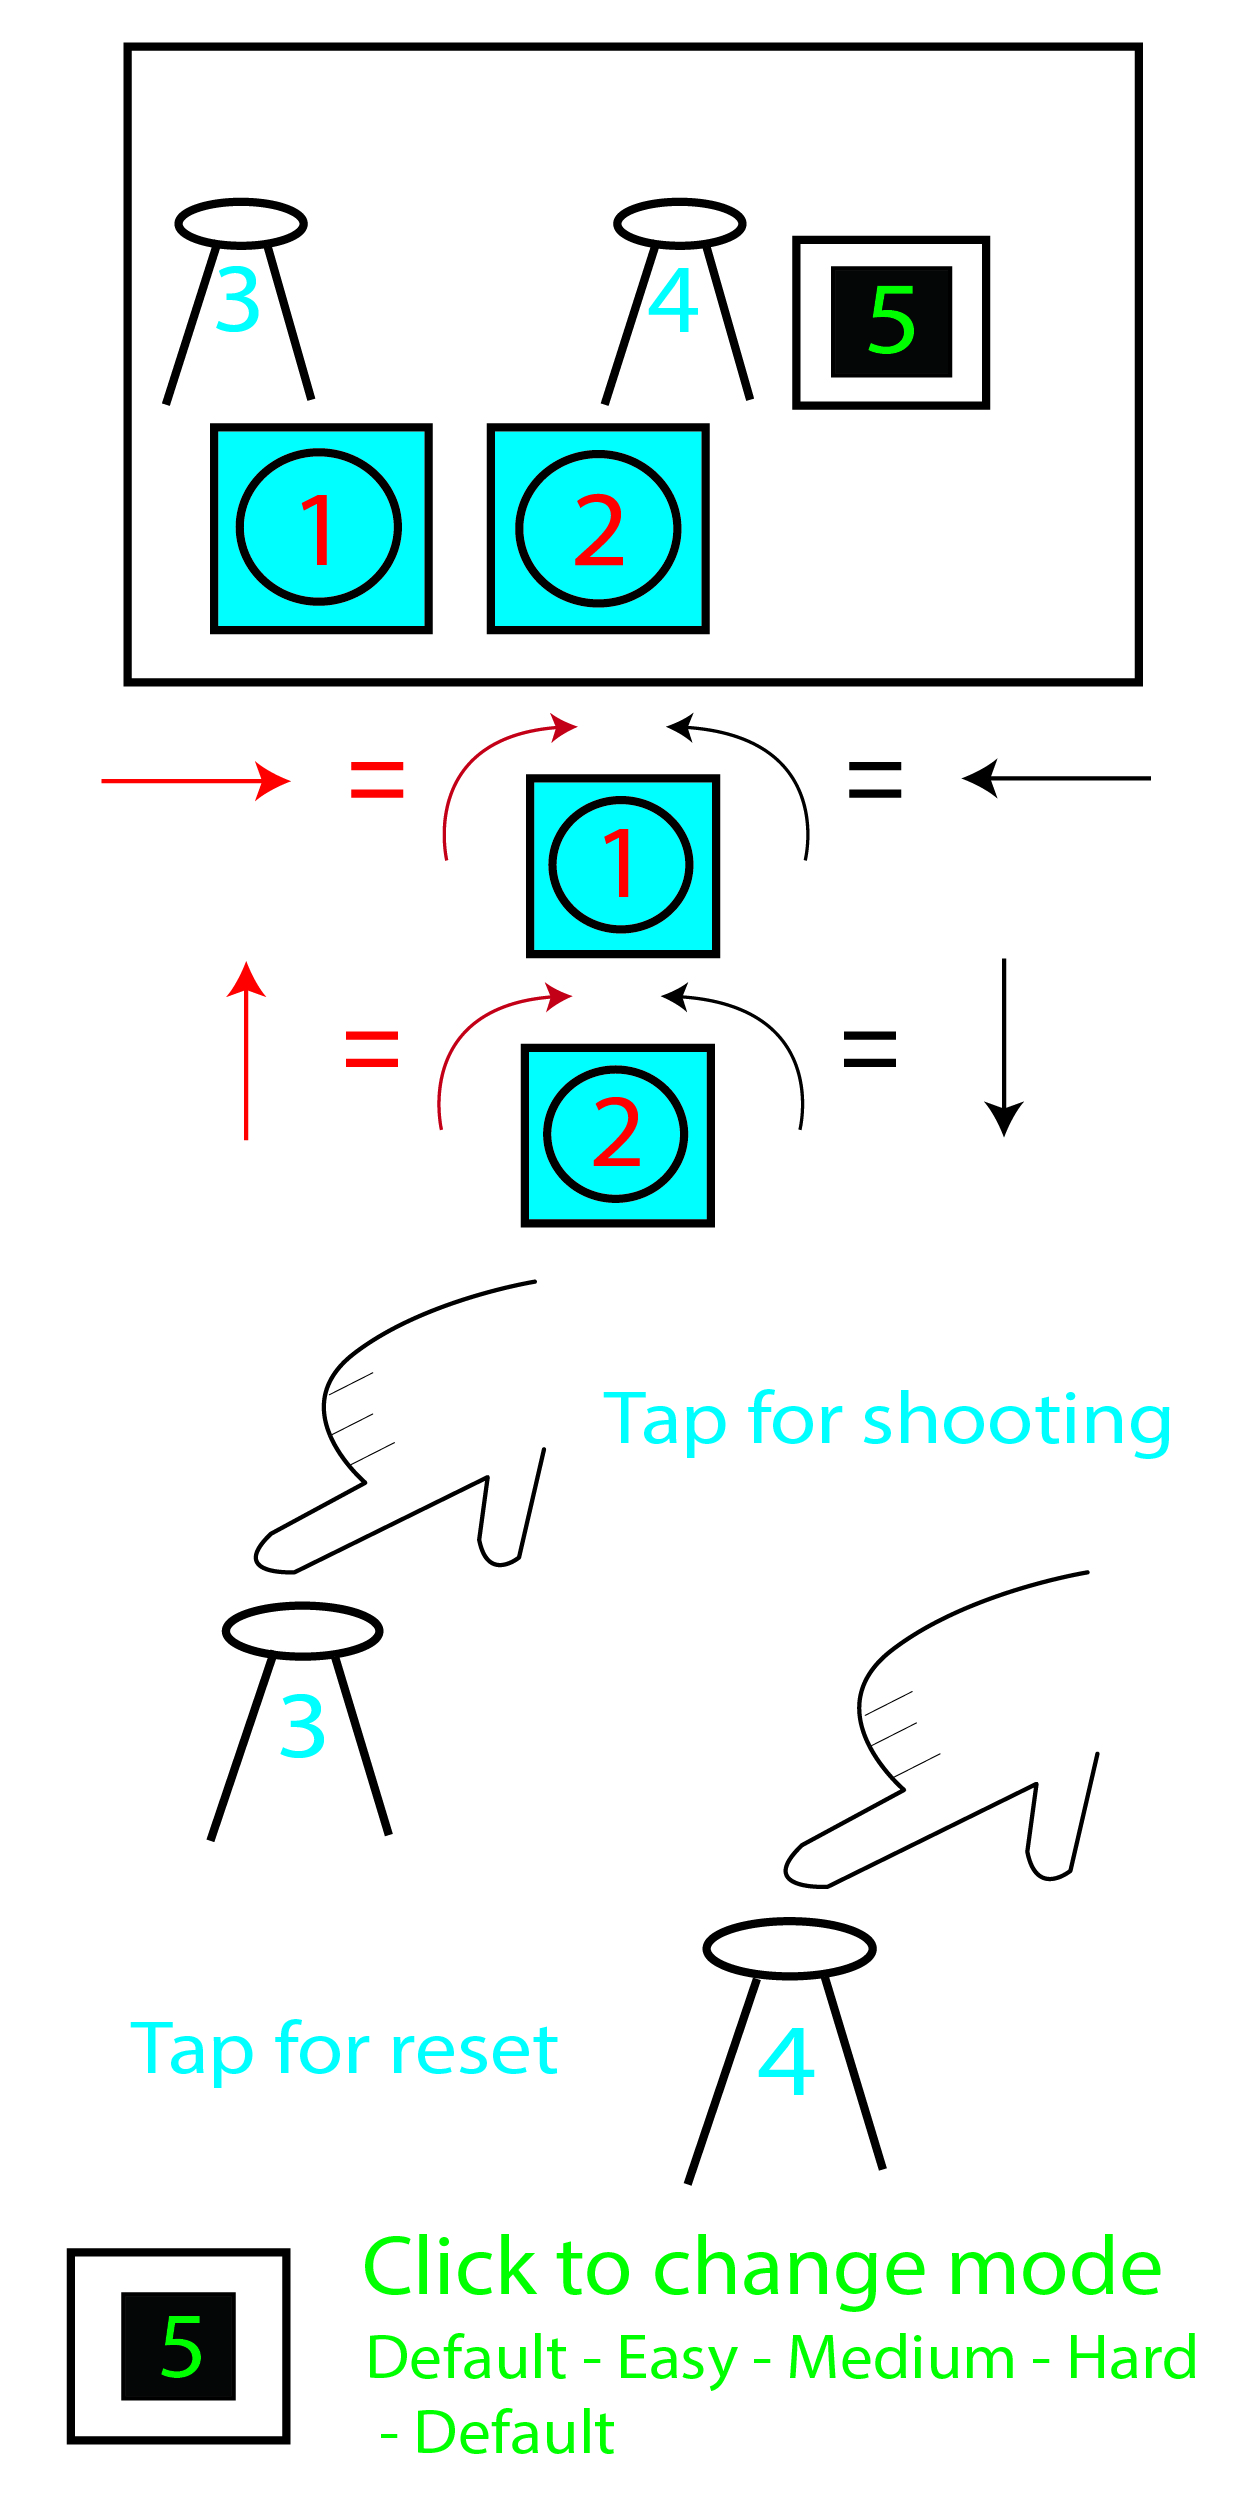 3
4
5
1
2
=
=
1
=
=
2
Tap for shooting
3
Tap for reset
4
Click to change mode
5
Default - Easy - Medium - Hard
- Default